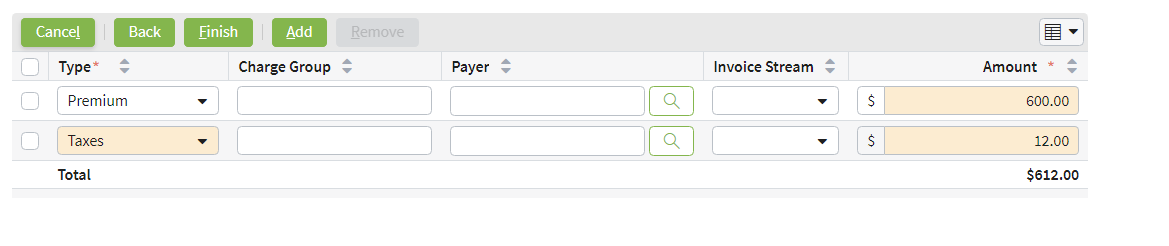 Cancel Back Finish Add Remove
Type* Charge Group Payer Invoice Stream Amount *
Premium $ 600.00
Taxes $ 12.00
Total $612.00